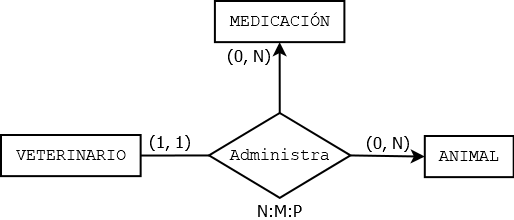 MEDICACIÓN
(0, N)
VETERINARIO
(1, 1)
Administra
(0, N)
ANIMAL
N:M:P